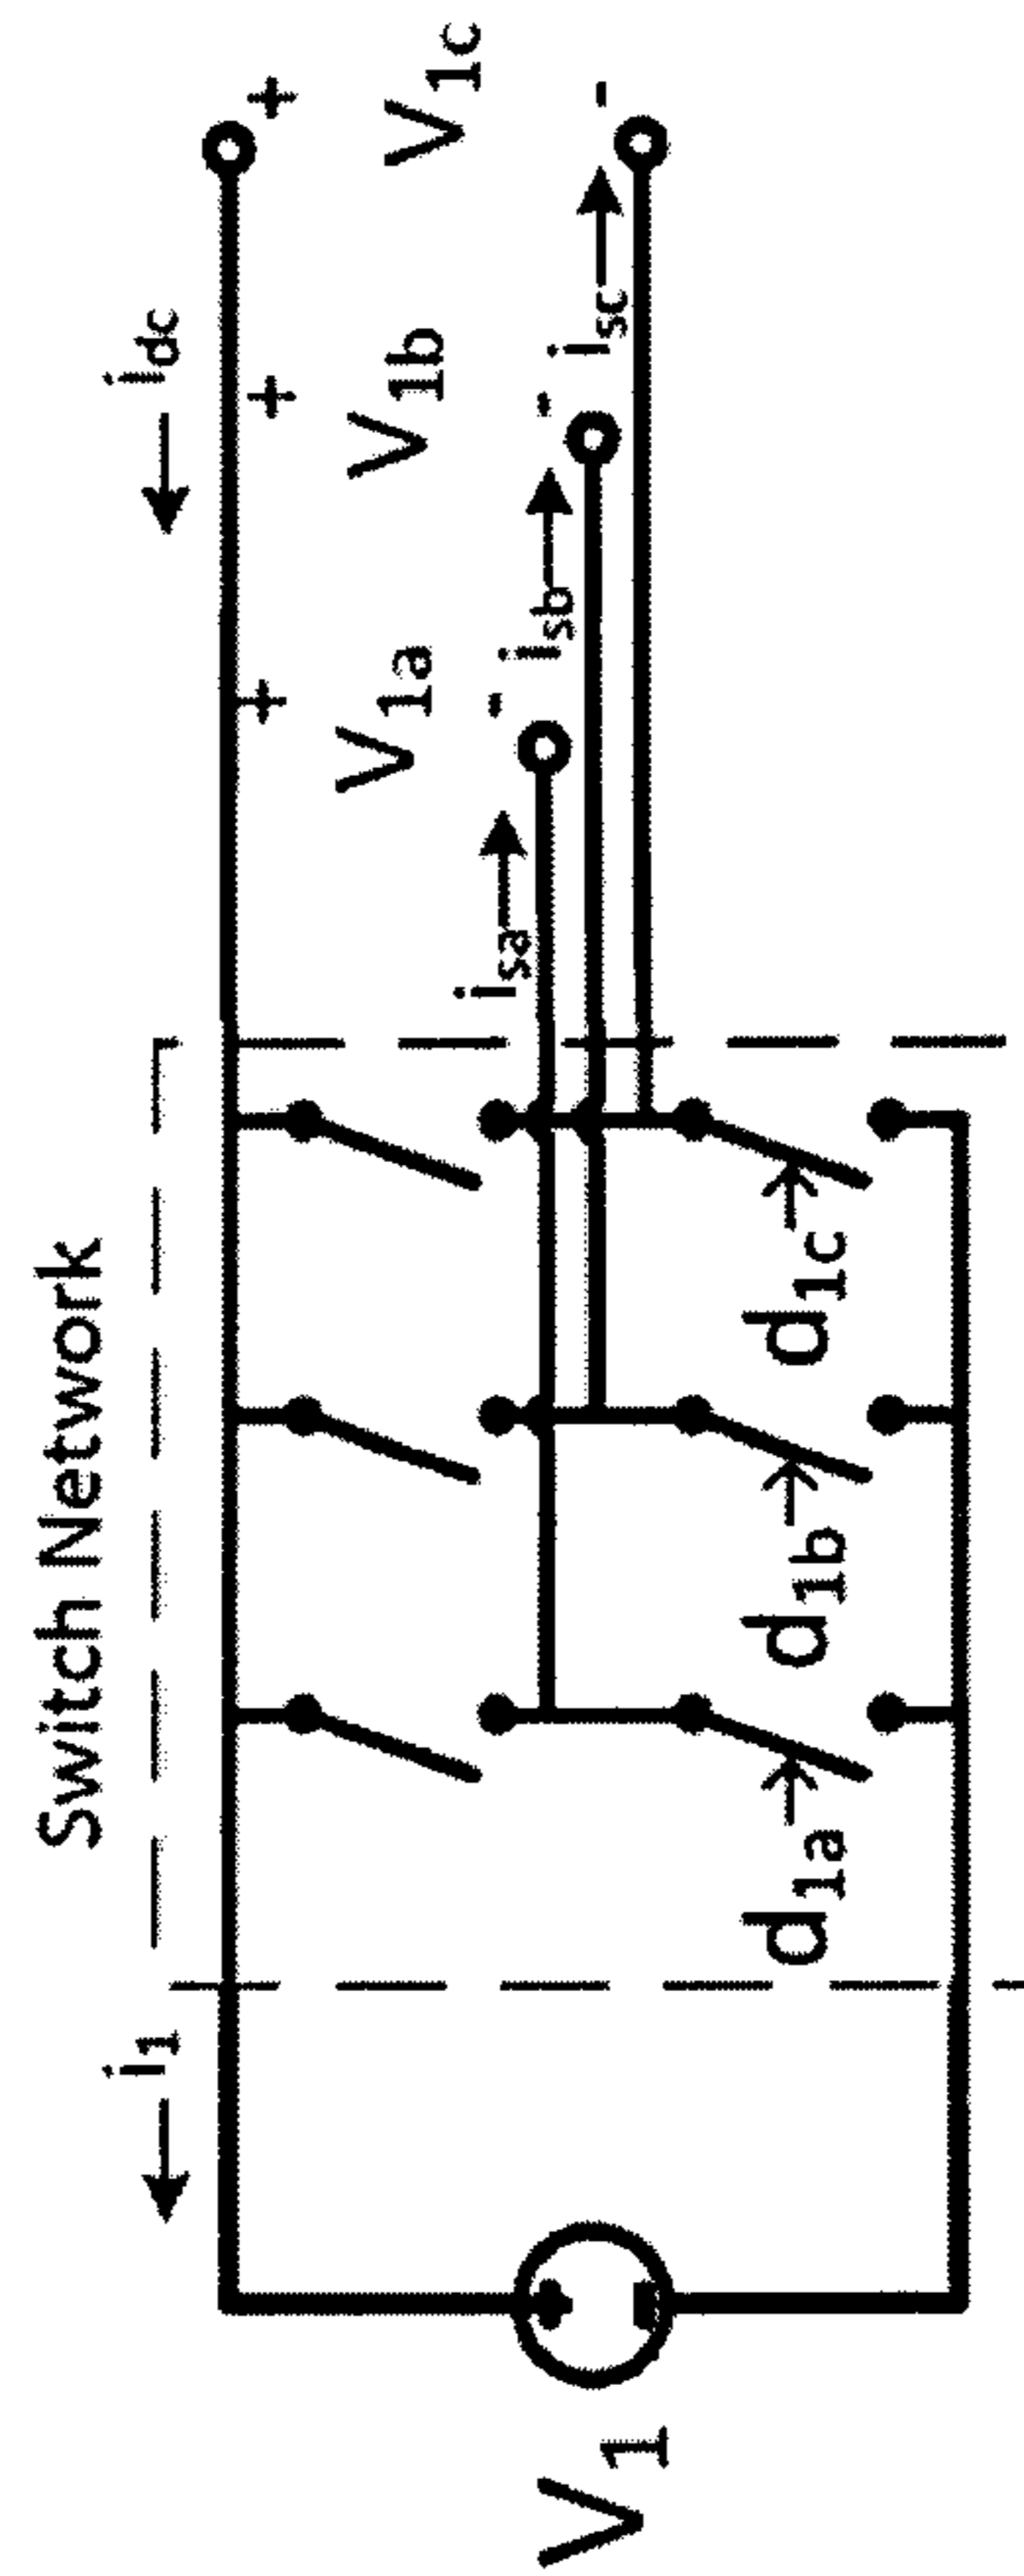 Switch Network
i1
idc
+
+
+
V1a
V1b
V1c
-
-
-
isa
isb
isc
V1
+
-
d1a
d1b
d1c